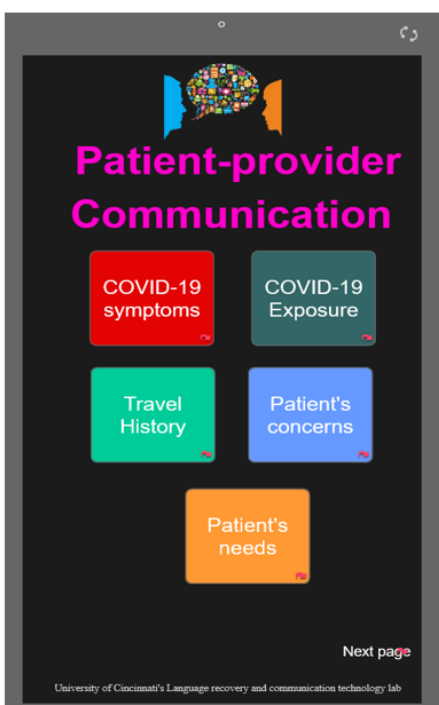 Patient-provider
Communication
COVID-19
symptoms
COVID-19
Exposure
Travel
History
Patient's
concerns
Patient's
needs
Next page
University of Cincinnati's Language recovery and communication technology lab